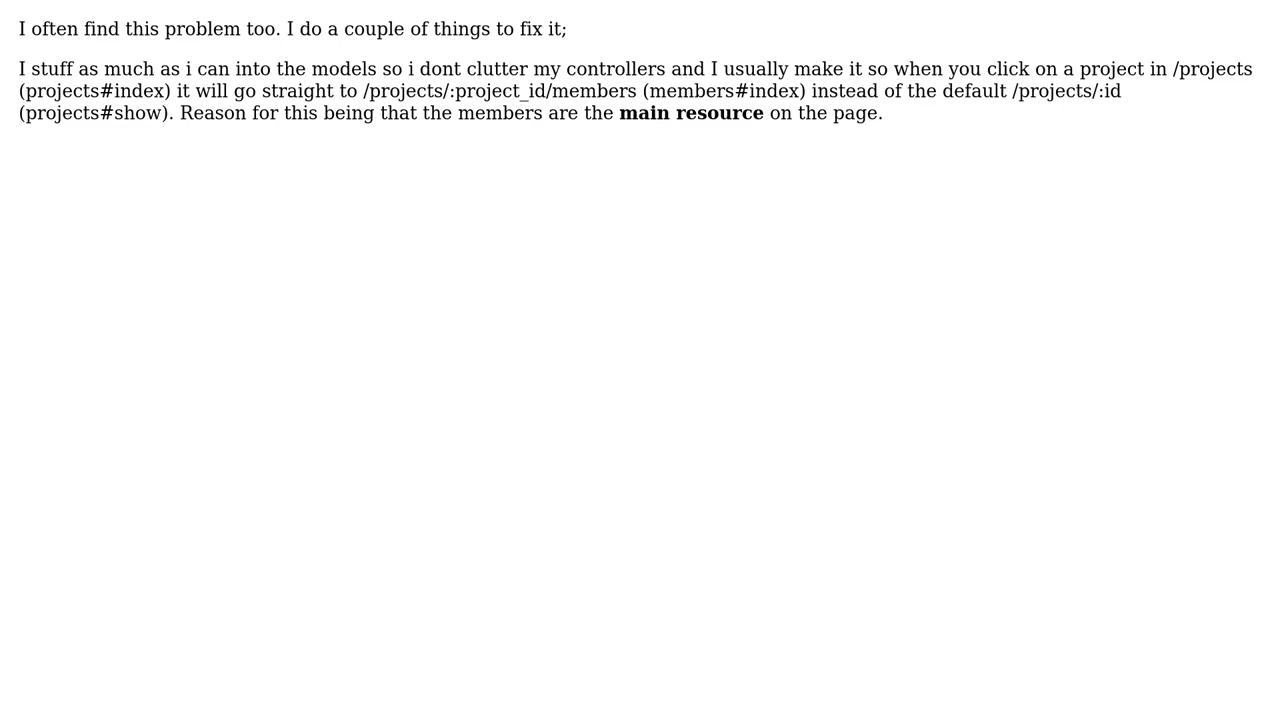 I often find this problem too. I do a couple of things to fix it;
I stuff as much as i can into the models so i dont clutter my controllers and I usually make it so when you click on a project in /projects
(projects#index) it will go straight to /projects/:project_id/members (members#index) instead of the default /projects/:id
(projects#show). Reason for this being that the members are the main resource on the page.